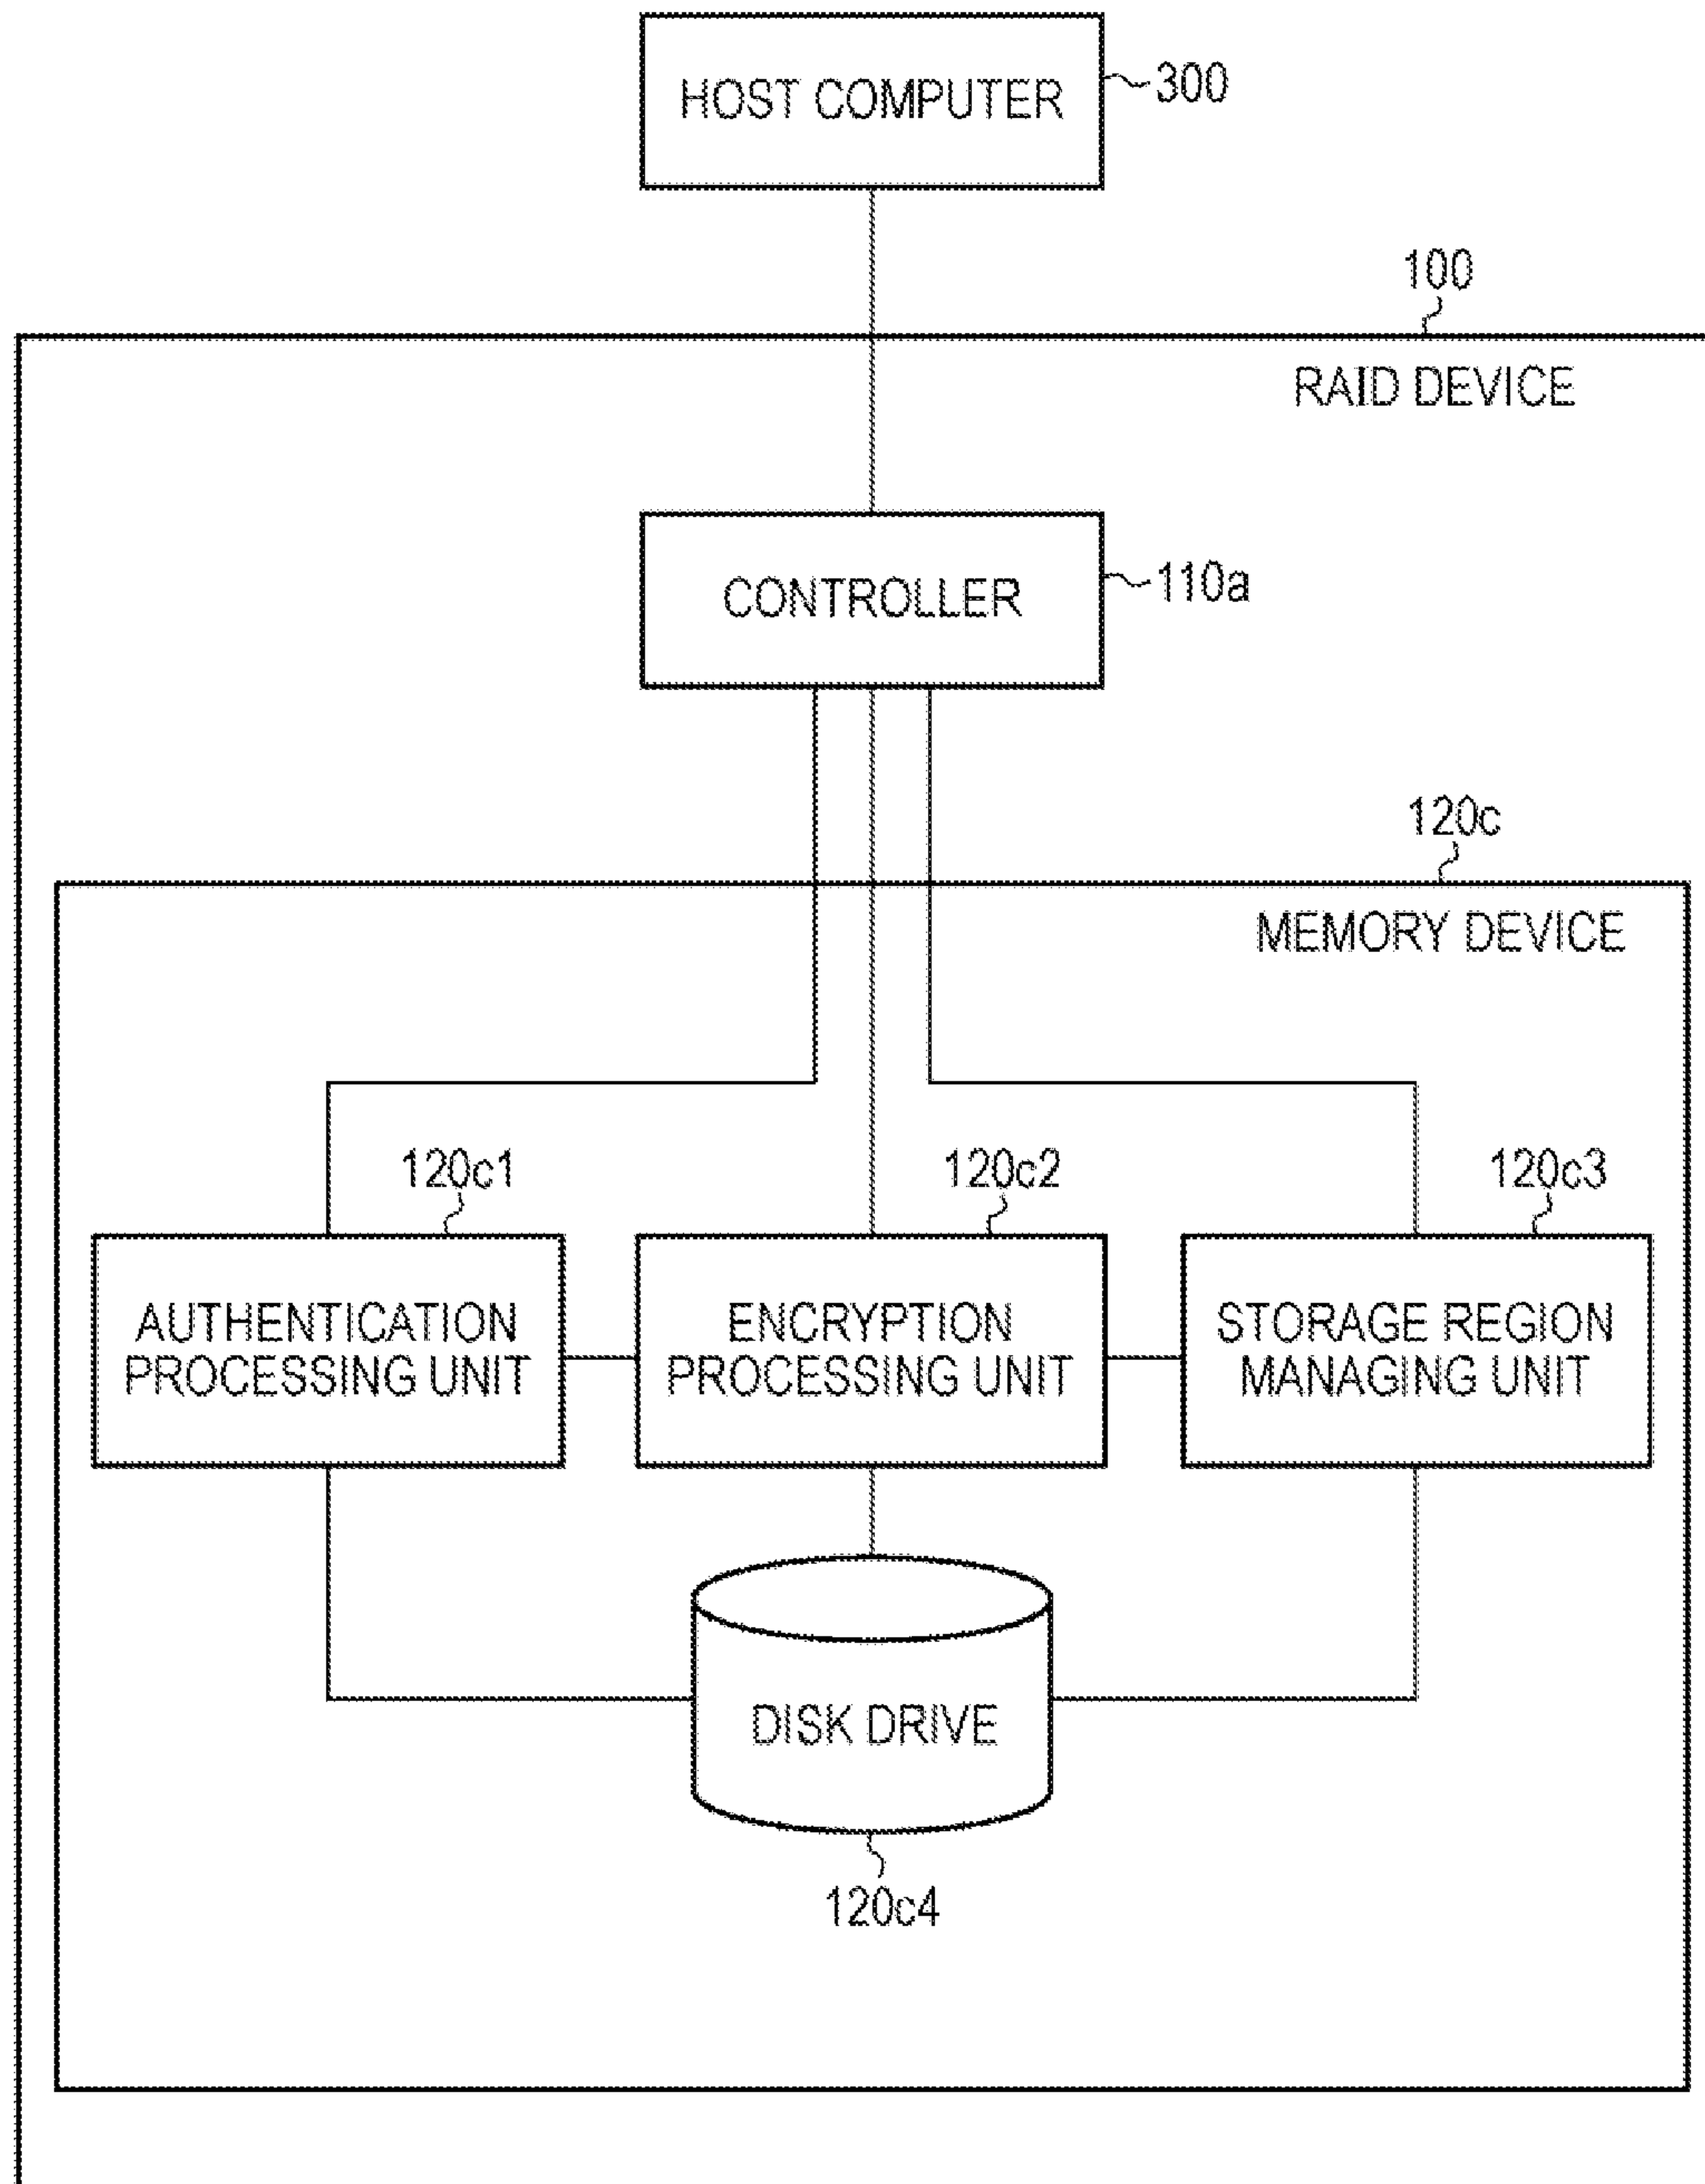 HOST COMPUTER
300
100
RAID DEVICE
CONTROLLER
110a
120c
MEMORY DEVICE
120c1
120c2
120c3
AUTHENTICATION
PROCESSING UNIT
ENCRYPTION
PROCESSING UNIT
STORAGE REGION
MANAGING UNIT
DISK DRIVE
120c4